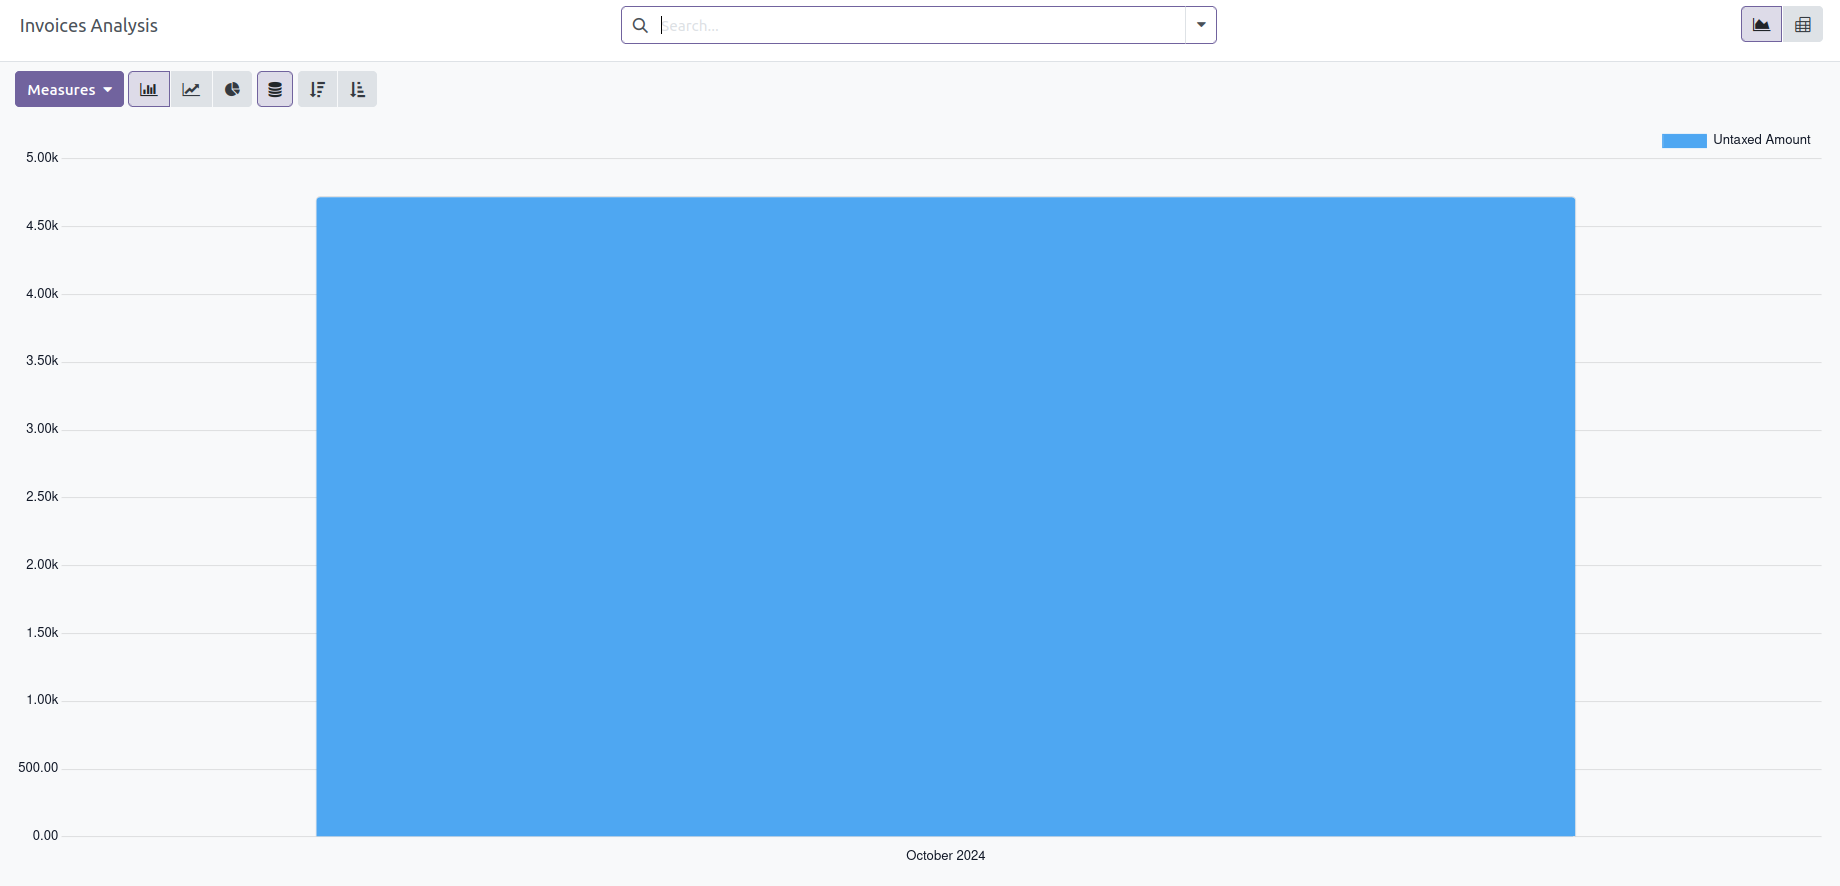 Invoices Analysis
Search...
Measures
Untaxed Amount
5.00k
4.50k
4.00k
3.50k
3.00k
2.50k
2.00k
1.50k
1.00k
500.00
0.00
October 2024